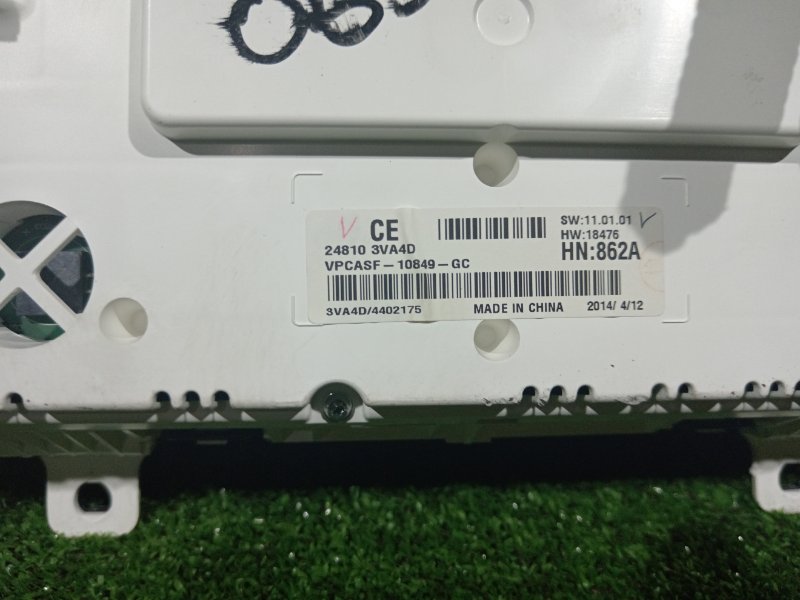 CE
SW:11.01.01
HW:18476
24810 3VA4D
HN:862A
VPCASF-10849-GC
3VA4D/4402175 MADE IN CHINA 2014/ 4/12